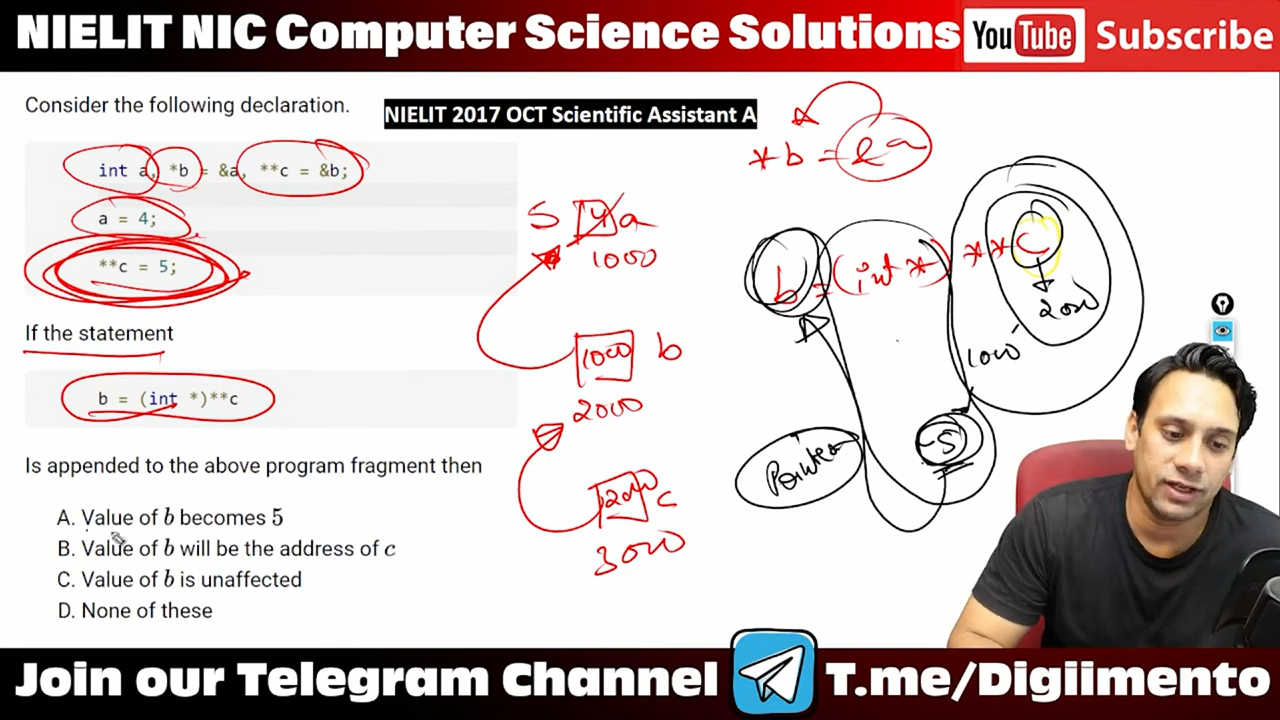 NIELIT NIC Computer Science Solutions
YouTube Subscribe
Consider the following declaration.
NIELIT 2017 OCT Scientific Assistant A
int a, *b = &a, **c = &b;
a = 4;
**c = 5;
If the statement
b = (int *)**c
Is appended to the above program fragment then
A. Value of b becomes 5
B. Value of b will be the address of c
C. Value of b is unaffected
D. None of these
*b = &a
5 4 a
1000
1000 b
2000
2000 c
3000
b = (int *) **c
2000
1000
5
Pointer
Join our Telegram Channel
T.me/Digiimento